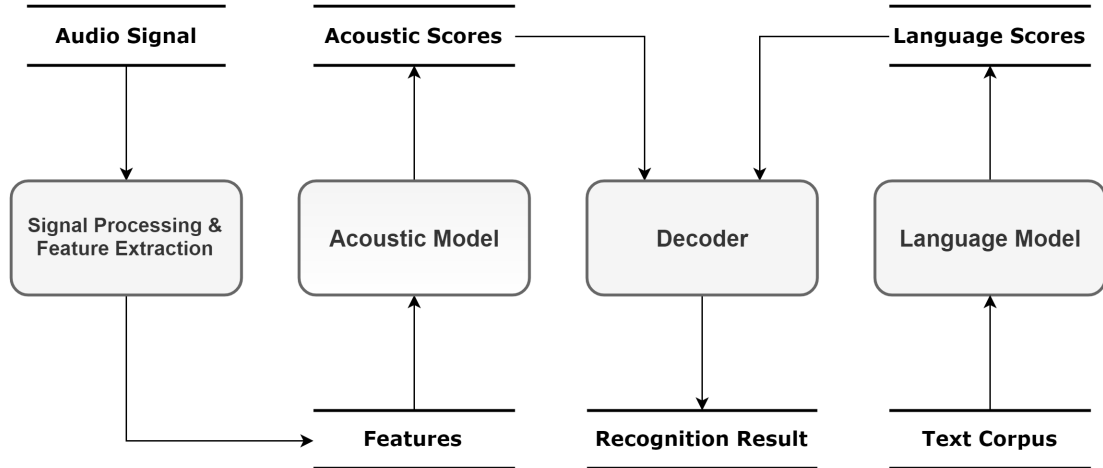 Audio Signal
Acoustic Scores
Language Scores
Signal Processing &
Feature Extraction
Acoustic Model
Decoder
Language Model
Features
Recognition Result
Text Corpus